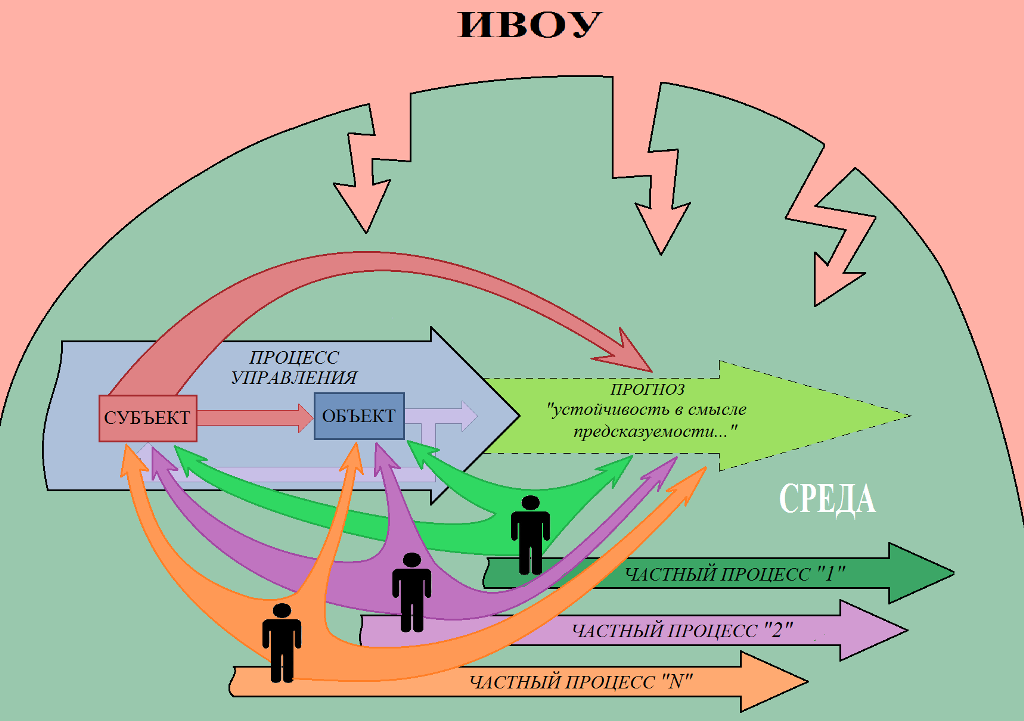 ИВОУ
ПРОЦЕСС
УПРАВЛЕНИЯ
СУБЪЕКТ
ОБЪЕКТ
ПРОГНОЗ
"устойчивость в смысле
предсказуемости..."
СРЕДА
ЧАСТНЫЙ ПРОЦЕСС "1"
ЧАСТНЫЙ ПРОЦЕСС "2"
ЧАСТНЫЙ ПРОЦЕСС "N"